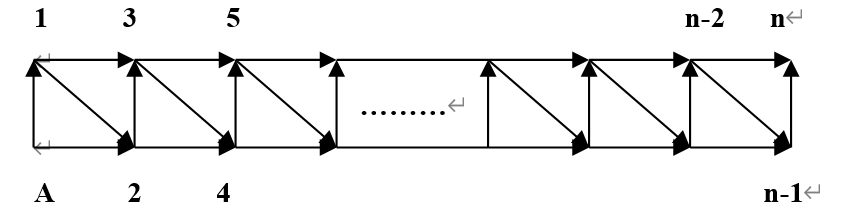 1 3 5 n-2 n
.........
A 2 4 n-1